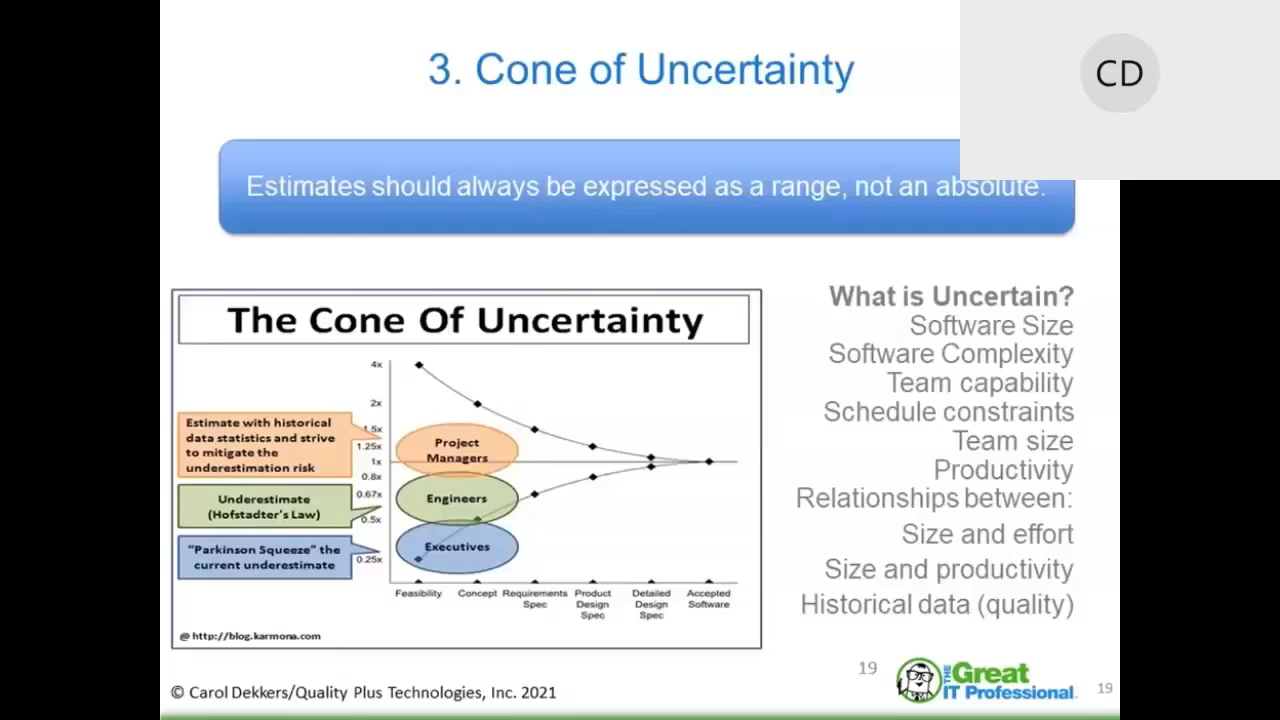 3. Cone of Uncertainty
CD
Estimates should always be expressed as a range, not an absolute.
The Cone Of Uncertainty
4x
2x
1.5x
1.25x
1x
0.8x
0.67x
0.5x
0.25x
Estimate with historical
data statistics and strive
to mitigate the
underestimation risk
Underestimate
(Hofstadter's Law)
"Parkinson Squeeze" the
current underestimate
Project
Managers
Engineers
Executives
Feasibility
Concept
Requirements
Spec
Product
Design
Spec
Detailed
Design
Spec
Accepted
Software
@ http://blog.karmona.com
What is Uncertain?
Software Size
Software Complexity
Team capability
Schedule constraints
Team size
Productivity
Relationships between:
Size and effort
Size and productivity
Historical data (quality)
© Carol Dekkers/Quality Plus Technologies, Inc. 2021
19
THE
Great
IT Professional
19